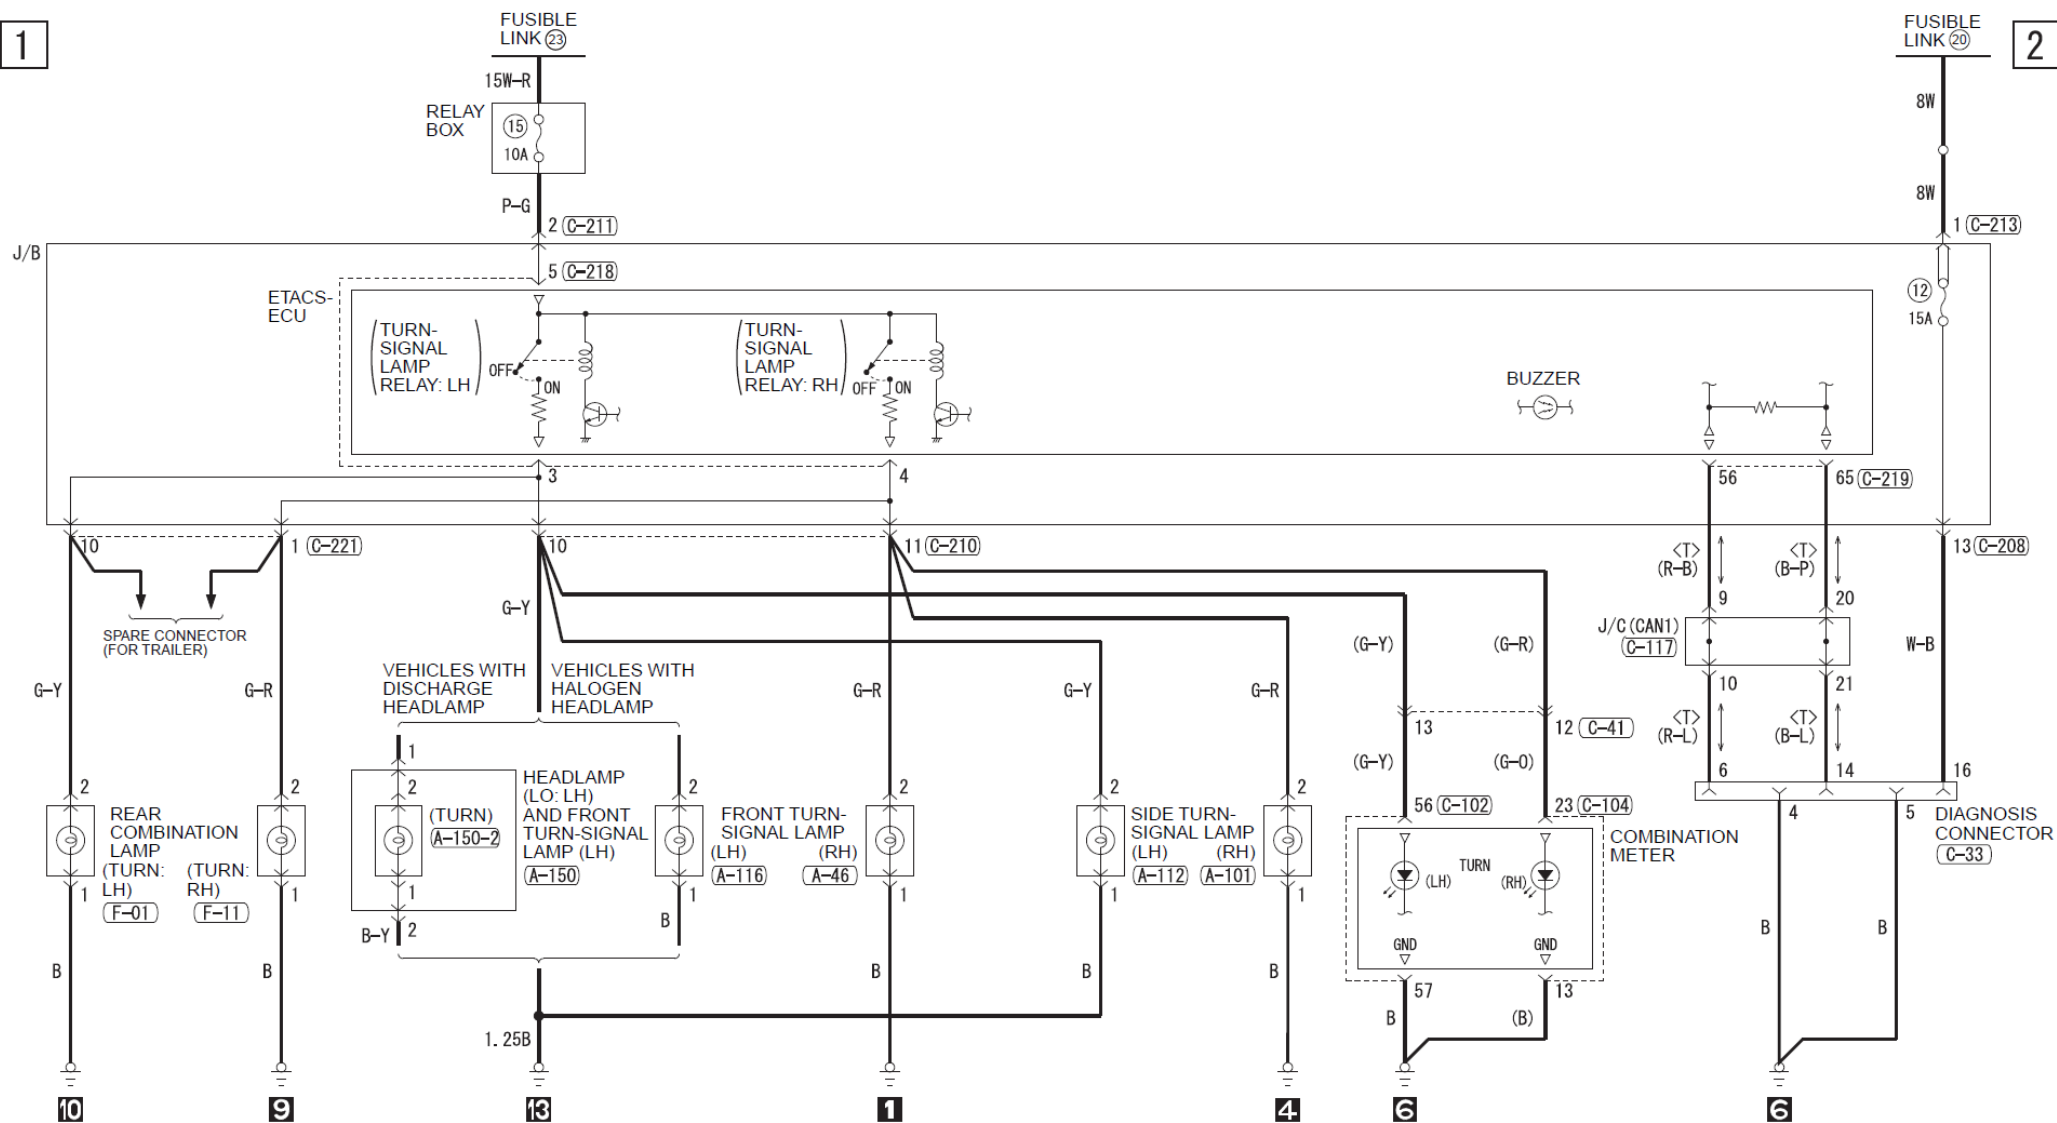 1
FUSIBLE
LINK 23
FUSIBLE
LINK 20
2
15W-R
RELAY
BOX
15
10A
P-G
2 C-211
8W
8W
1 C-213
J/B
5 C-218
ETACS-
ECU
TURN-
SIGNAL
LAMP
RELAY: LH
OFF
ON
TURN-
SIGNAL
LAMP
RELAY: RH
OFF
ON
BUZZER
12
15A
3
4
56
65 C-219
10
1 C-221
10
11 C-210
13 C-208
SPARE CONNECTOR
(FOR TRAILER)
<T>
(R-B)
<T>
(B-P)
9
20
J/C (CAN1)
C-117
10
21
<T>
(R-L)
<T>
(B-L)
W-B
6
14
16
4
5
DIAGNOSIS
CONNECTOR
C-33
G-Y
G-Y
G-R
VEHICLES WITH
DISCHARGE
HEADLAMP
VEHICLES WITH
HALOGEN
HEADLAMP
G-R
G-Y
G-R
(G-Y)
(G-R)
13
12 C-41
(G-Y)
(G-O)
56 C-102
23 C-104
COMBINATION
METER
TURN
(LH)
(RH)
GND
GND
57
13
B
(B)
2
REAR
COMBINATION
LAMP
(TURN:
LH)
F-01
1
B
2
(TURN:
RH)
F-11
1
B
1
2
(TURN)
A-150-2
1
2
B-Y
HEADLAMP
(LO: LH)
AND FRONT
TURN-SIGNAL
LAMP (LH)
A-150
2
1
B
FRONT TURN-
SIGNAL LAMP
(LH) (RH)
A-116 A-46
2
1
B
2
1
B
SIDE TURN-
SIGNAL LAMP
(LH) (RH)
A-112 A-101
2
1
B
1.25B
B
B
10
9
13
1
4
6
6